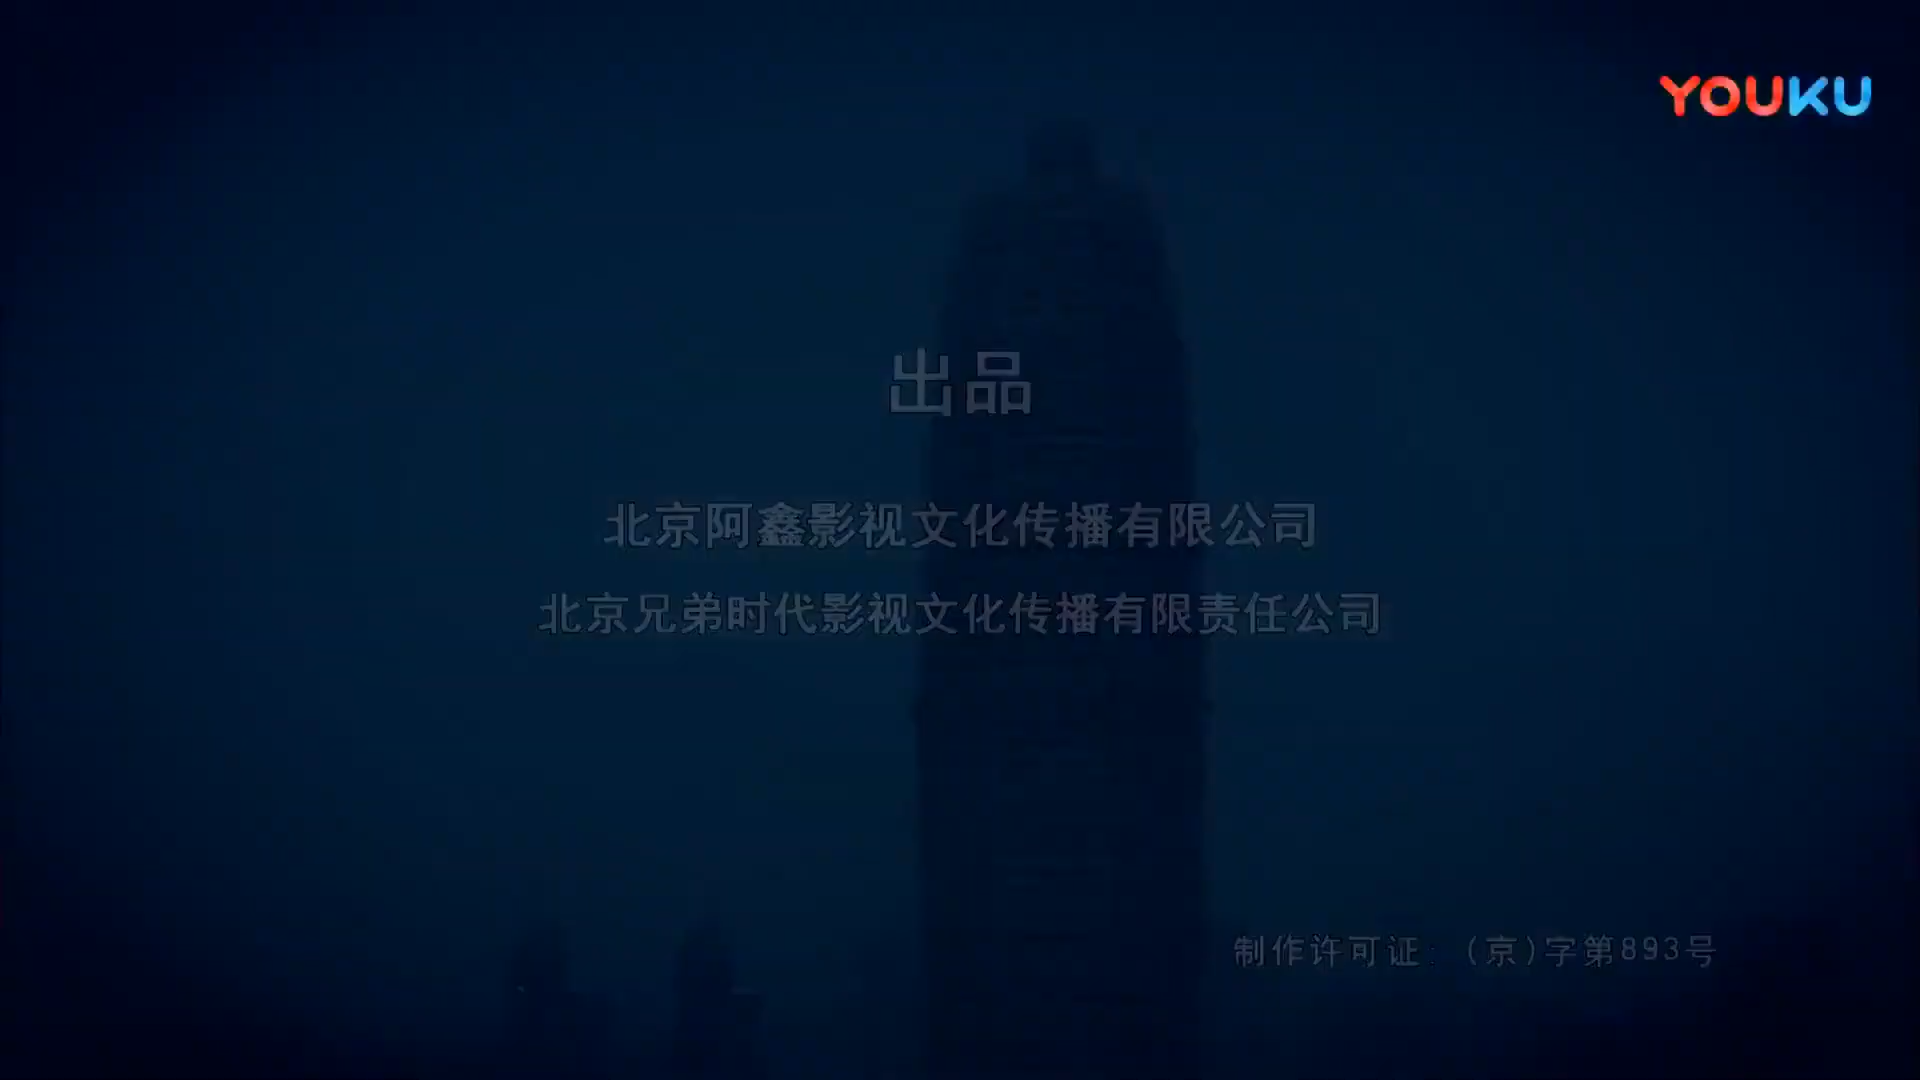 YOUKU
出品
北京阿鑫影视文化传播有限公司
北京兄弟时代影视文化传播有限责任公司
制作许可证：(京)字第893号